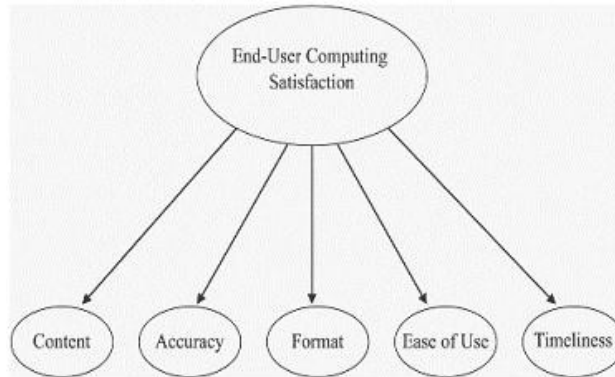 End-User Computing
Satisfaction
Content
Accuracy
Format
Ease of Use
Timeliness